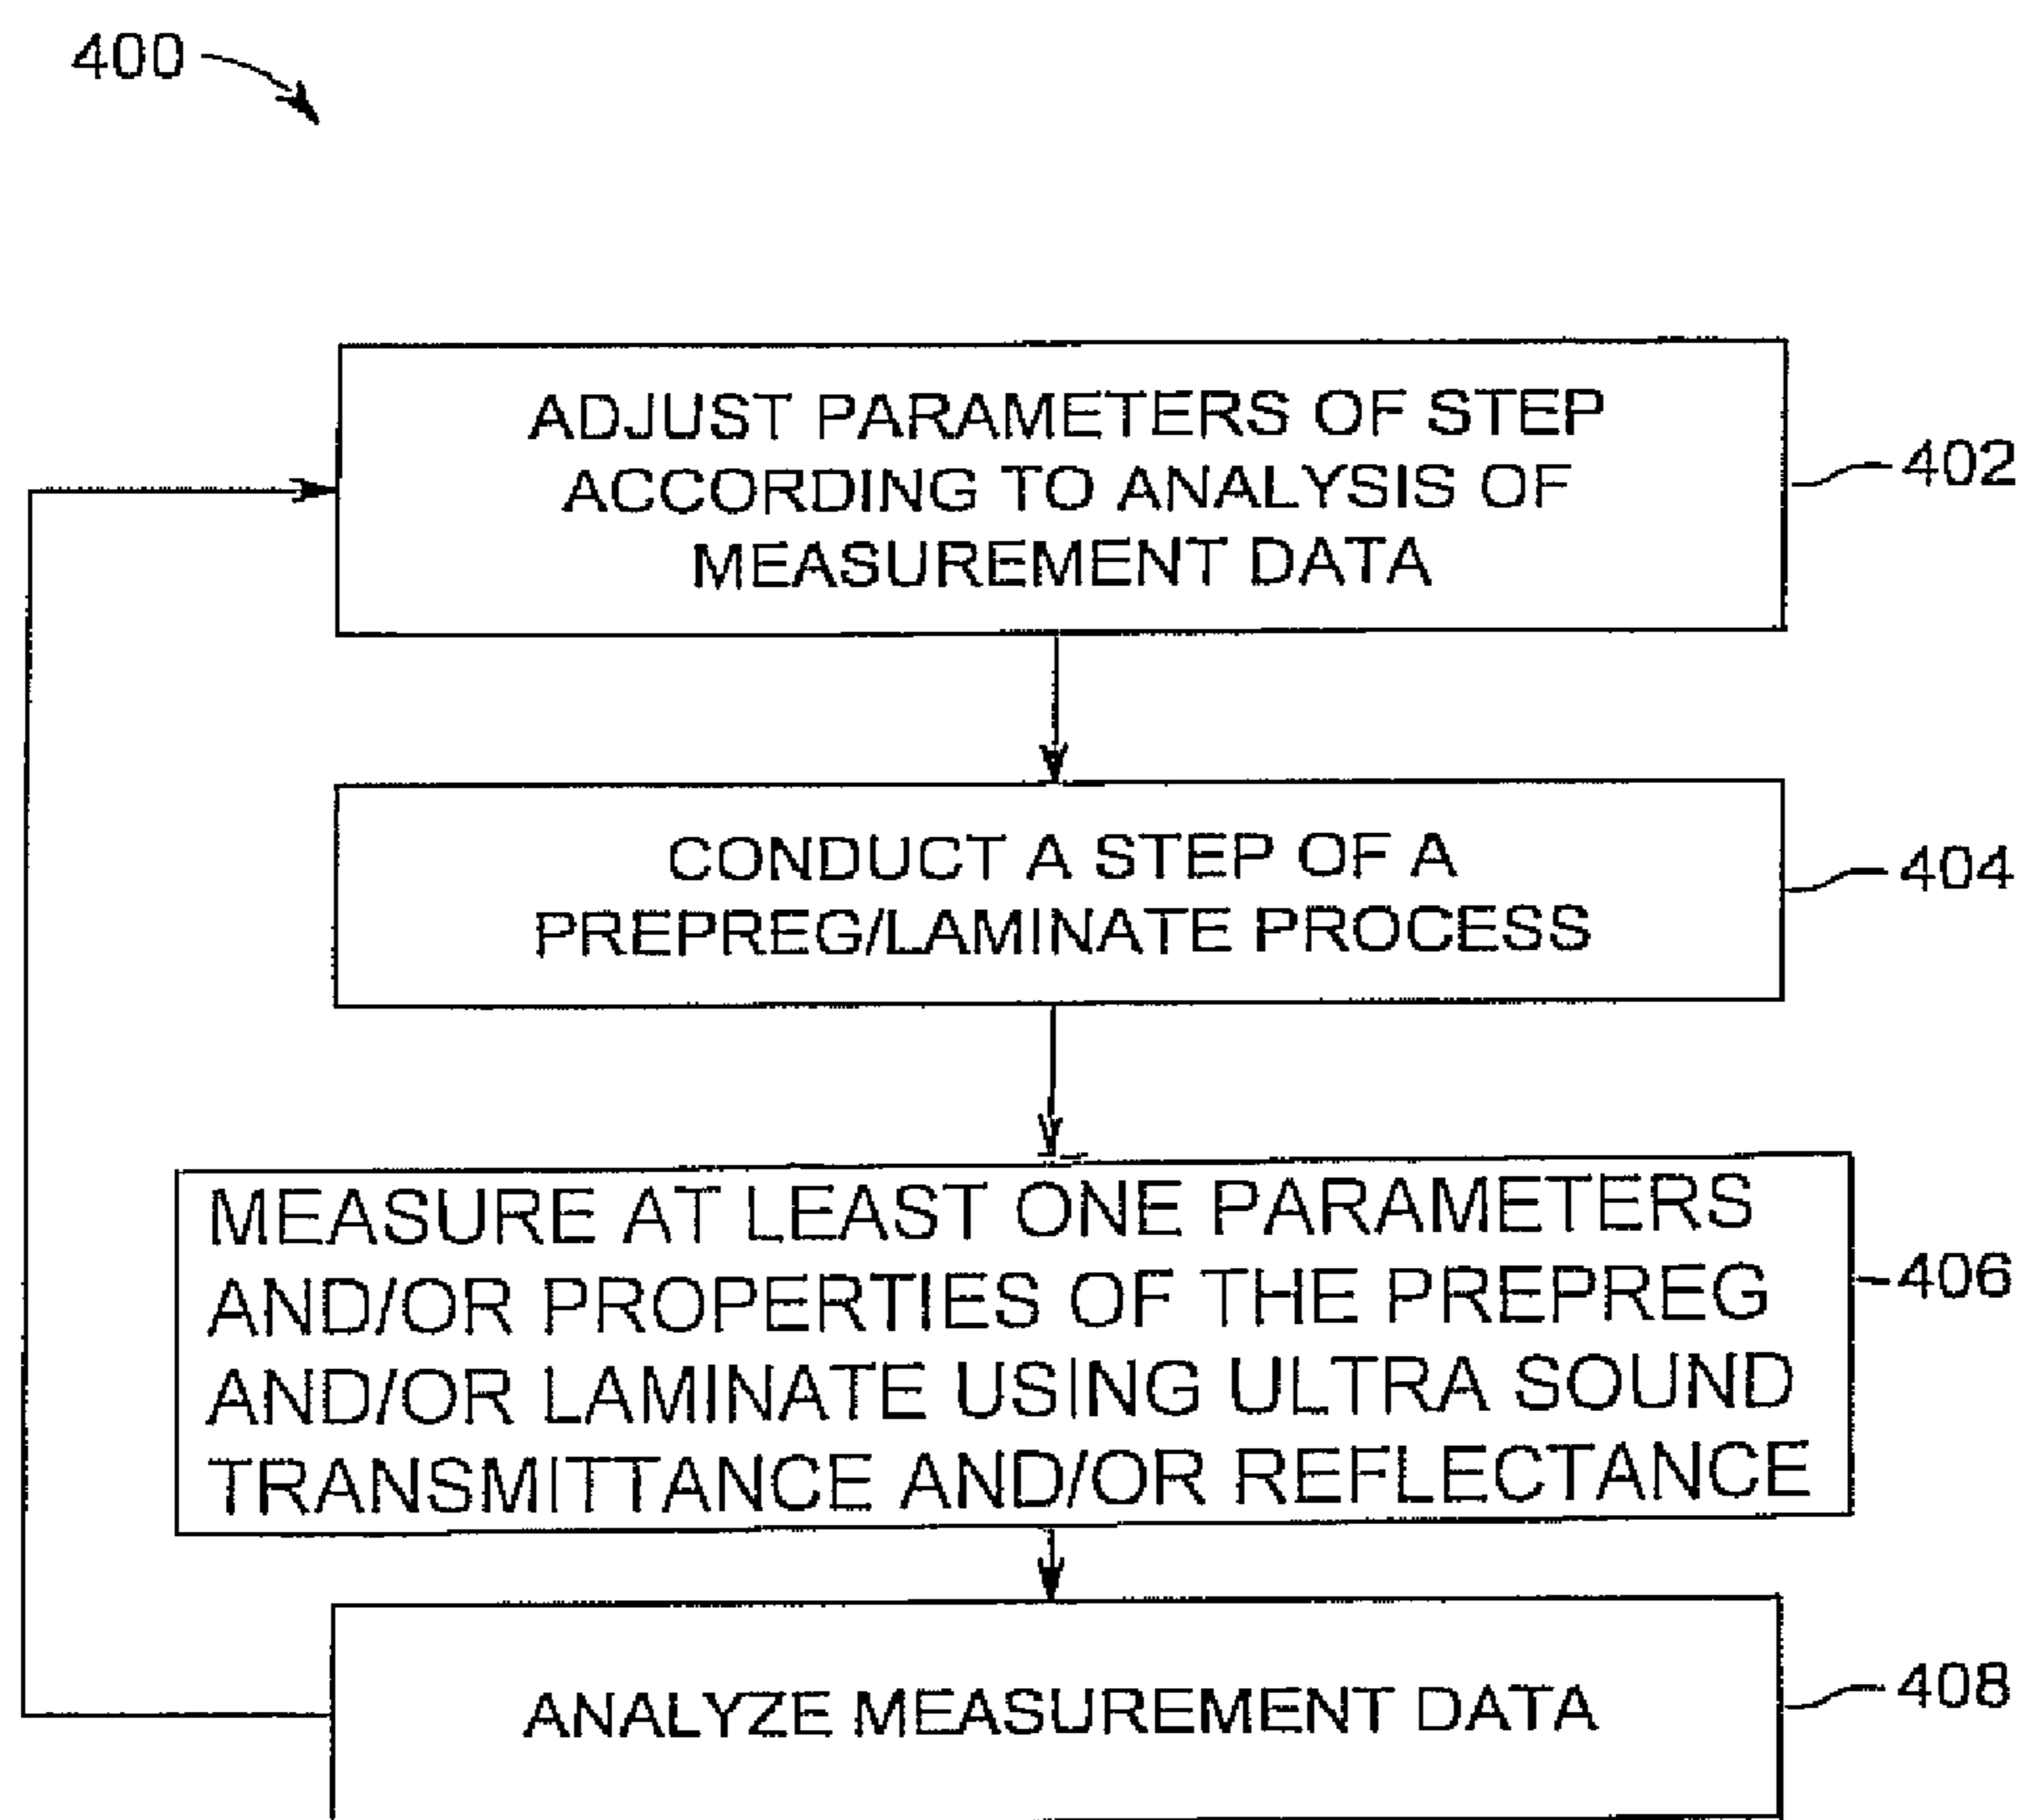 400
ADJUST PARAMETERS OF STEP
ACCORDING TO ANALYSIS OF
MEASUREMENT DATA
402
CONDUCT A STEP OF A
PREPREG/LAMINATE PROCESS
404
MEASURE AT LEAST ONE PARAMETERS
AND/OR PROPERTIES OF THE PREPREG
AND/OR LAMINATE USING ULTRA SOUND
TRANSMITTANCE AND/OR REFLECTANCE
406
ANALYZE MEASUREMENT DATA
408